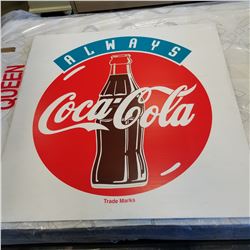 ALWAYS
Coca-Cola
Trade Marks
QUEEN